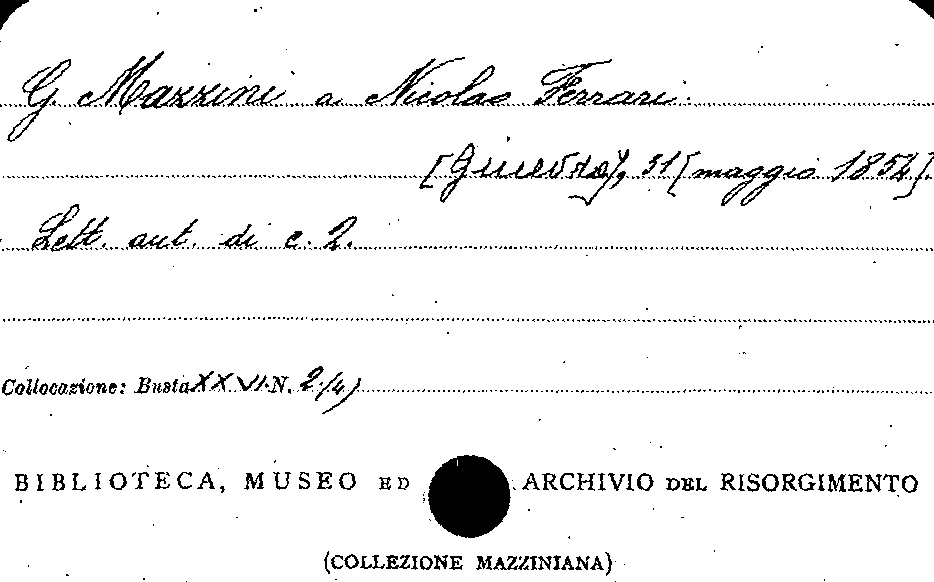 G. Mazzini a Nicolao Ferrari.
[Ginevra], 31 [maggio 1854].
Lett. aut. di c. 2.
Collocazione: Busta XXVI N. 2/4)
BIBLIOTECA, MUSEO ED ARCHIVIO DEL RISORGIMENTO
(COLLEZIONE MAZZINIANA)